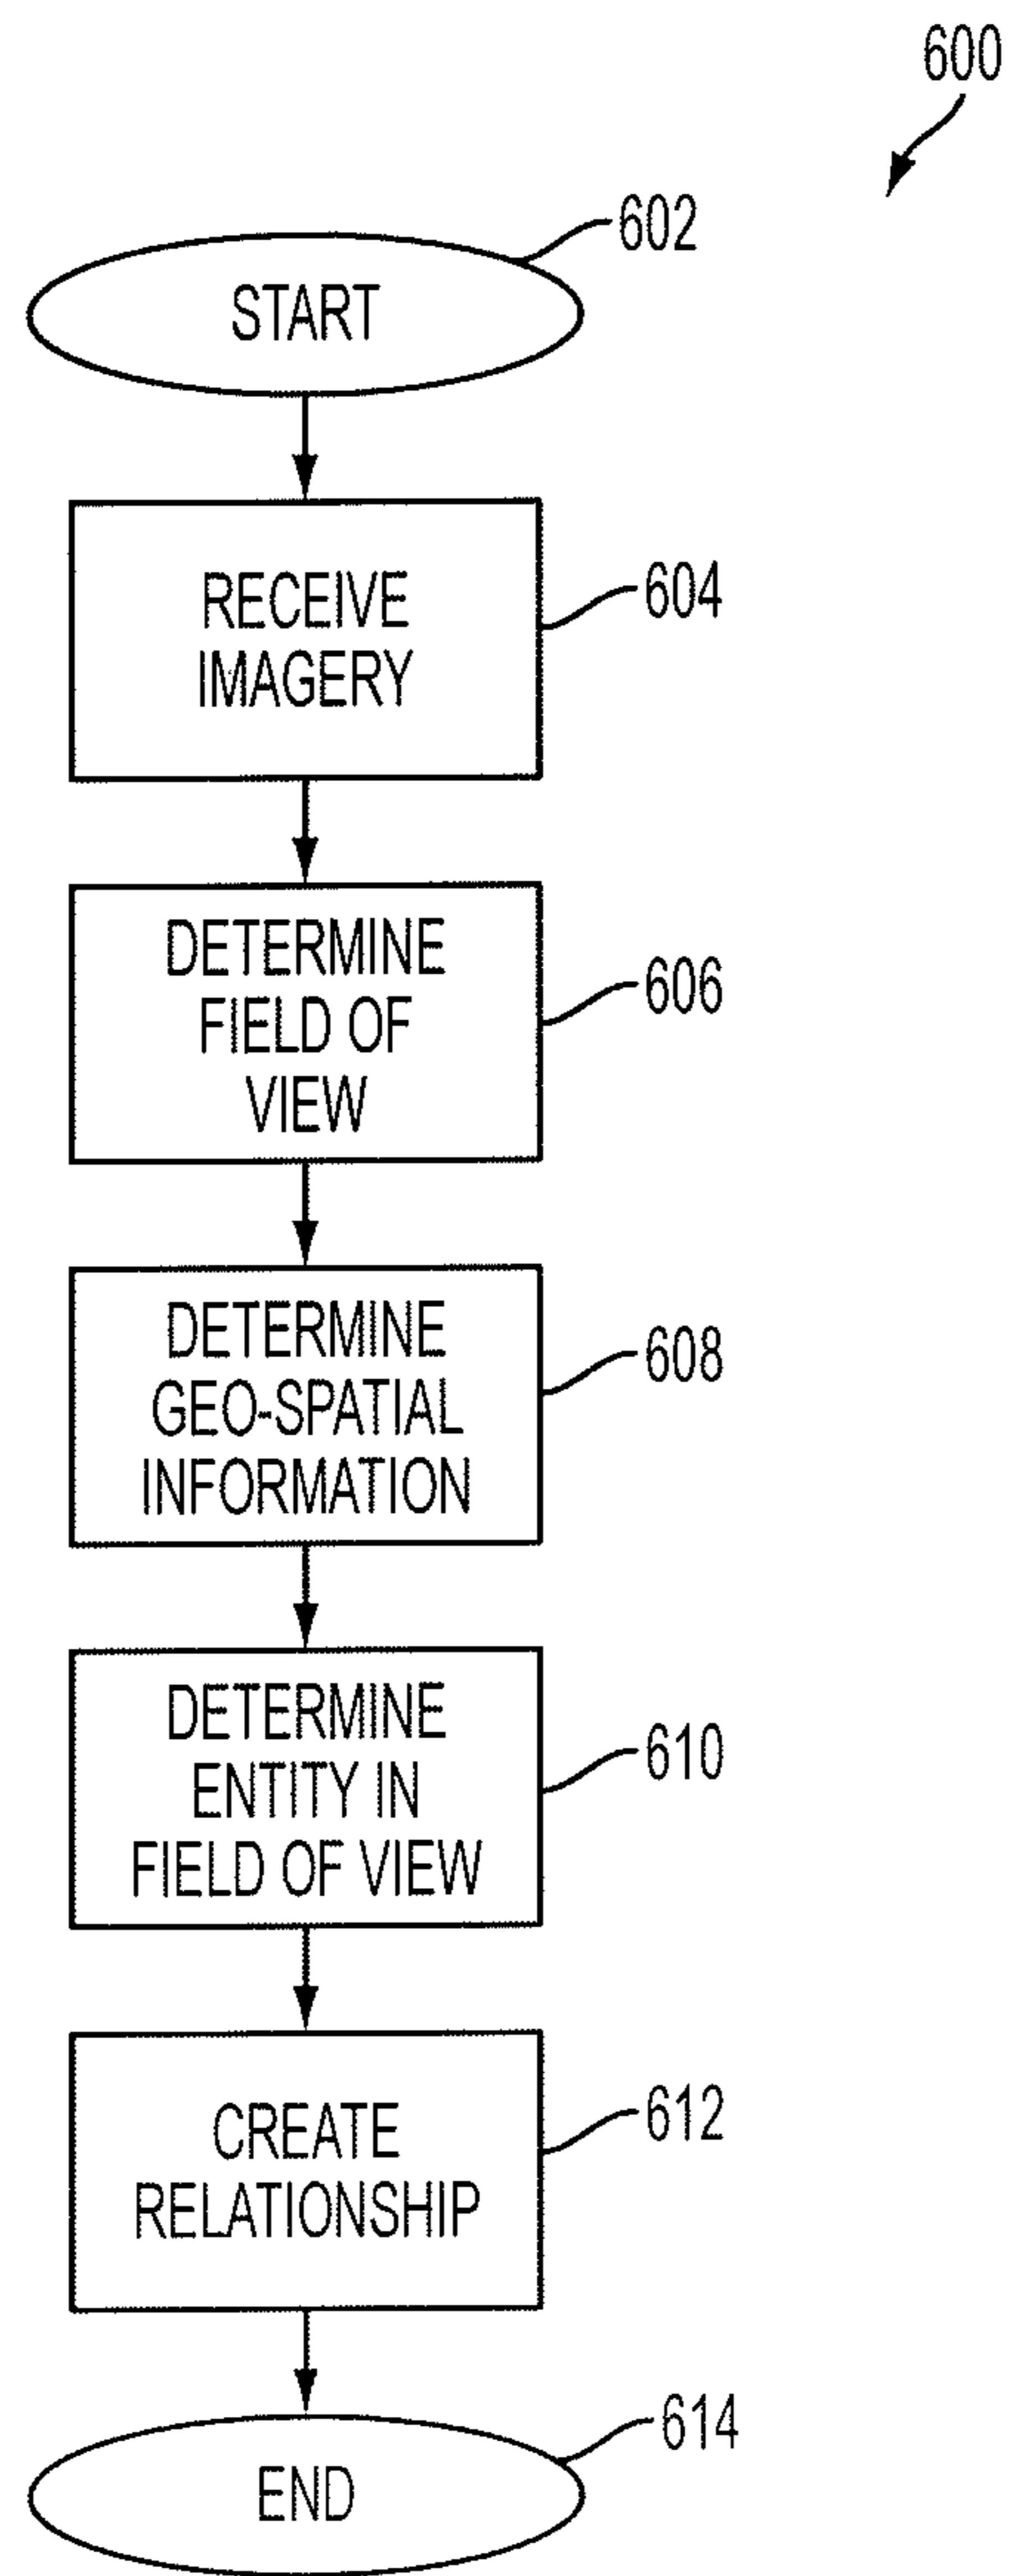 600
602
START
RECEIVE
IMAGERY
604
DETERMINE
FIELD OF
VIEW
606
DETERMINE
GEO-SPATIAL
INFORMATION
608
DETERMINE
ENTITY IN
FIELD OF VIEW
610
CREATE
RELATIONSHIP
612
END
614